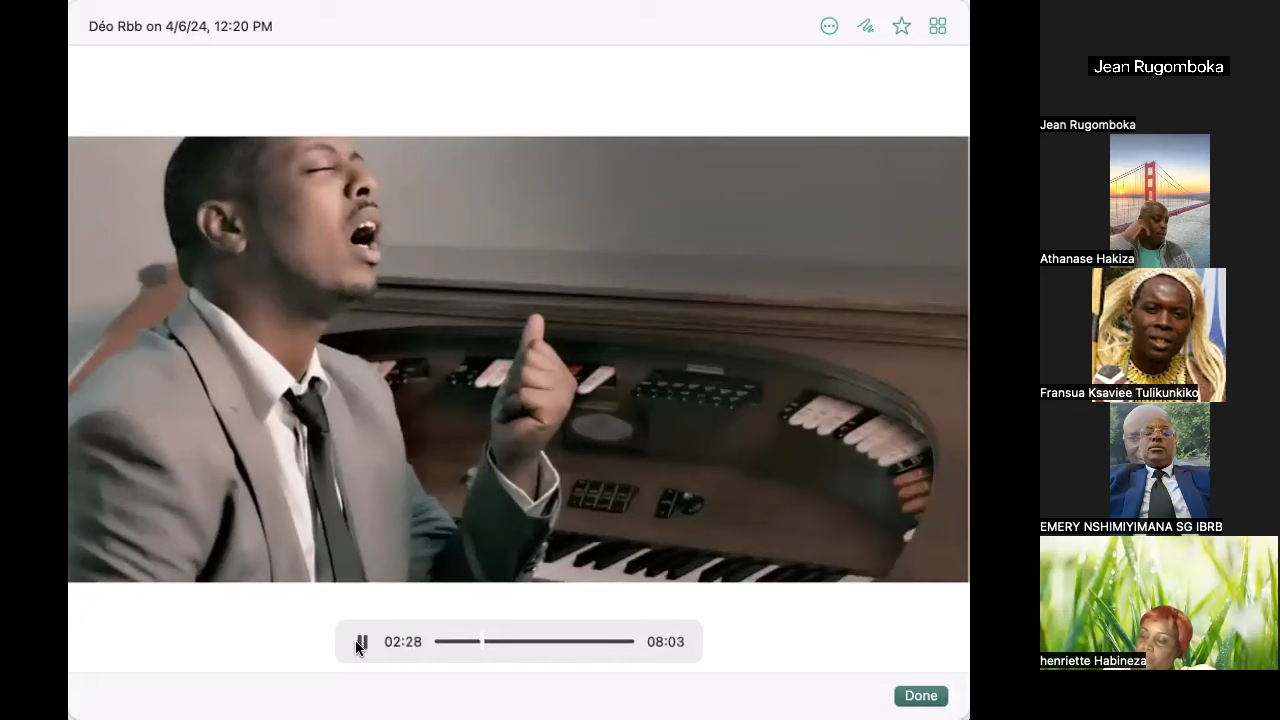 Déo Rbb on 4/6/24, 12:20 PM
02:28
08:03
Done
Jean Rugomboka
Jean Rugomboka
Athanase Hakiza
Fransua Ksaviee Tulikunkiko
EMERY NSHIMIYIMANA SG IBRB
henriette Habineza